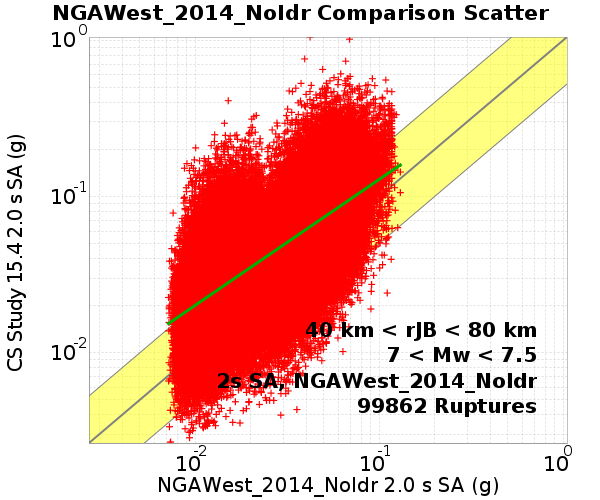 NGAWest_2014_NoIdr Comparison Scatter
10^0
10^-1
10^-2
CS Study 15.4 2.0 s SA (g)
40 km < rJB < 80 km
7 < Mw < 7.5
2s SA, NGAWest_2014_NoIdr
99862 Ruptures
10^-2 10^-1 10^0
NGAWest_2014_NoIdr 2.0 s SA (g)